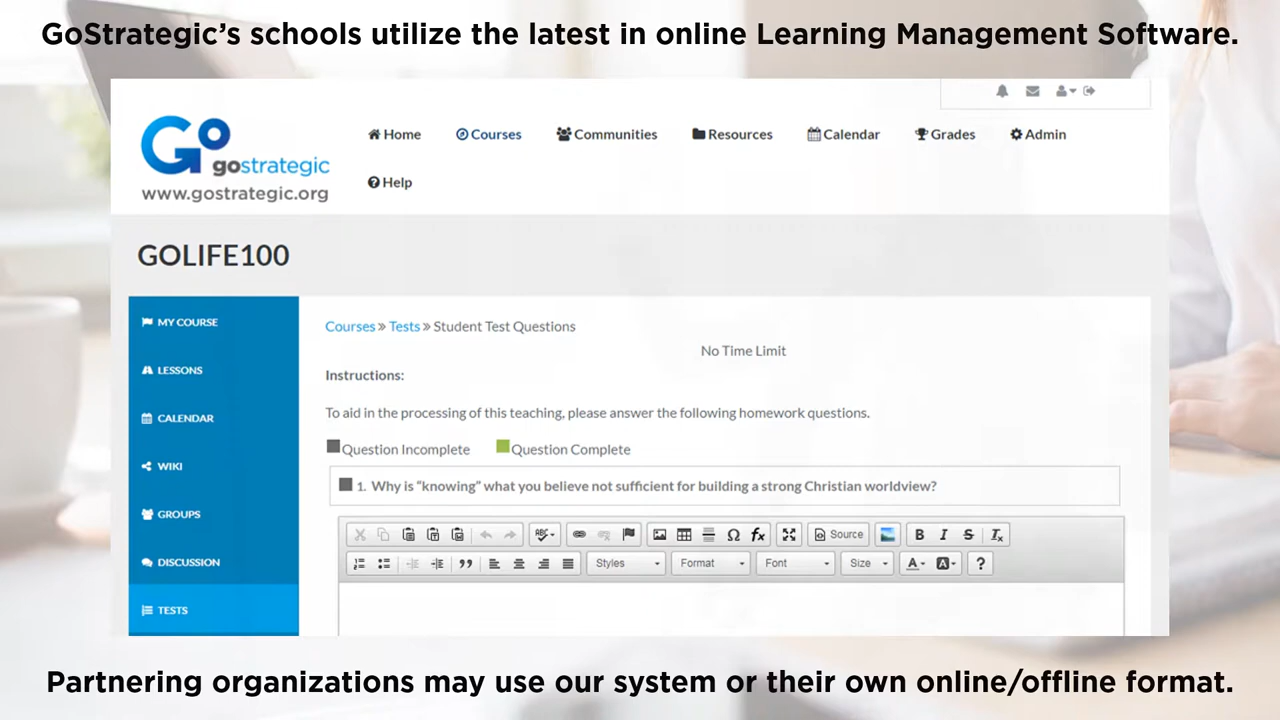 GoStrategic’s schools utilize the latest in online Learning Management Software.
Go
gostrategic
www.gostrategic.org
Home Courses Communities Resources Calendar Grades Admin
Help
GOLIFE100
MY COURSE
LESSONS
CALENDAR
WIKI
GROUPS
DISCUSSION
TESTS
Courses » Tests » Student Test Questions
No Time Limit
Instructions:
To aid in the processing of this teaching, please answer the following homework questions.
Question Incomplete Question Complete
1. Why is “knowing” what you believe not sufficient for building a strong Christian worldview?
ABC Ω fx Source B I S Tx
Styles Format Font Size A A ?
Partnering organizations may use our system or their own online/offline format.